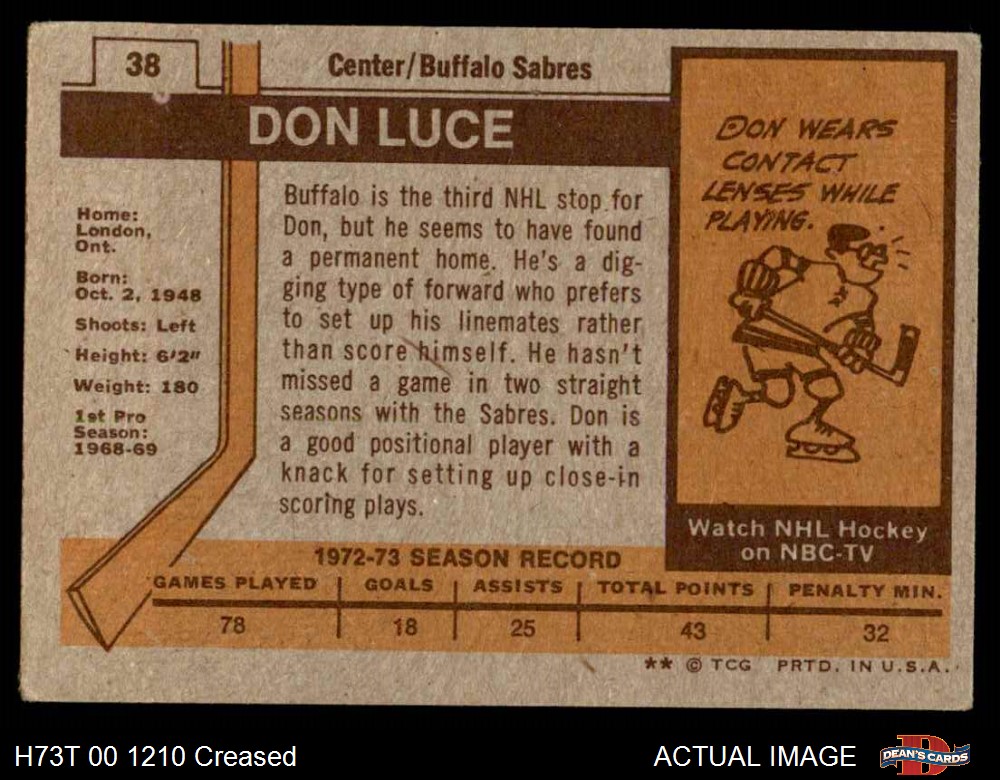 38
Center/Buffalo Sabres
DON LUCE
Home:
London,
Ont.
Born:
Oct. 2, 1948
Shoots: Left
Height: 6'2"
Weight: 180
1st Pro
Season:
1968-69
Buffalo is the third NHL stop for
Don, but he seems to have found
a permanent home. He's a dig-
ging type of forward who prefers
to set up his linemates rather
than score himself. He hasn't
missed a game in two straight
seasons with the Sabres. Don is
a good positional player with a
knack for setting up close-in
scoring plays.
DON WEARS
CONTACT
LENSES WHILE
PLAYING.
Watch NHL Hockey
on NBC-TV
1972-73 SEASON RECORD
GAMES PLAYED GOALS ASSISTS TOTAL POINTS PENALTY MIN.
78 18 25 43 32
** © TCG PRTD. IN U.S.A.
H73T 00 1210 Creased
ACTUAL IMAGE
D
DEAN'S CARDS